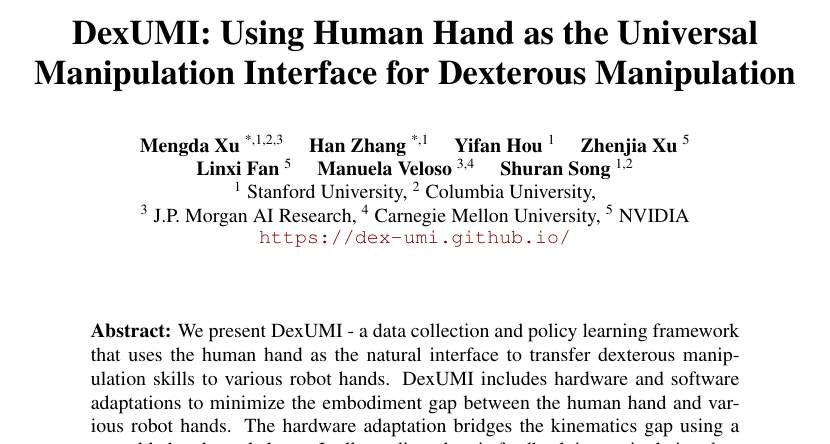 DexUMI: Using Human Hand as the Universal
Manipulation Interface for Dexterous Manipulation
Mengda Xu *,1,2,3 Han Zhang *,1 Yifan Hou 1 Zhenjia Xu 5
Linxi Fan 5 Manuela Veloso 3,4 Shuran Song 1,2
1 Stanford University, 2 Columbia University,
3 J.P. Morgan AI Research, 4 Carnegie Mellon University, 5 NVIDIA
https://dex-umi.github.io/
Abstract: We present DexUMI - a data collection and policy learning framework
that uses the human hand as the natural interface to transfer dexterous manip-
ulation skills to various robot hands. DexUMI includes hardware and software
adaptations to minimize the embodiment gap between the human hand and var-
ious robot hands. The hardware adaptation bridges the kinematics gap using a